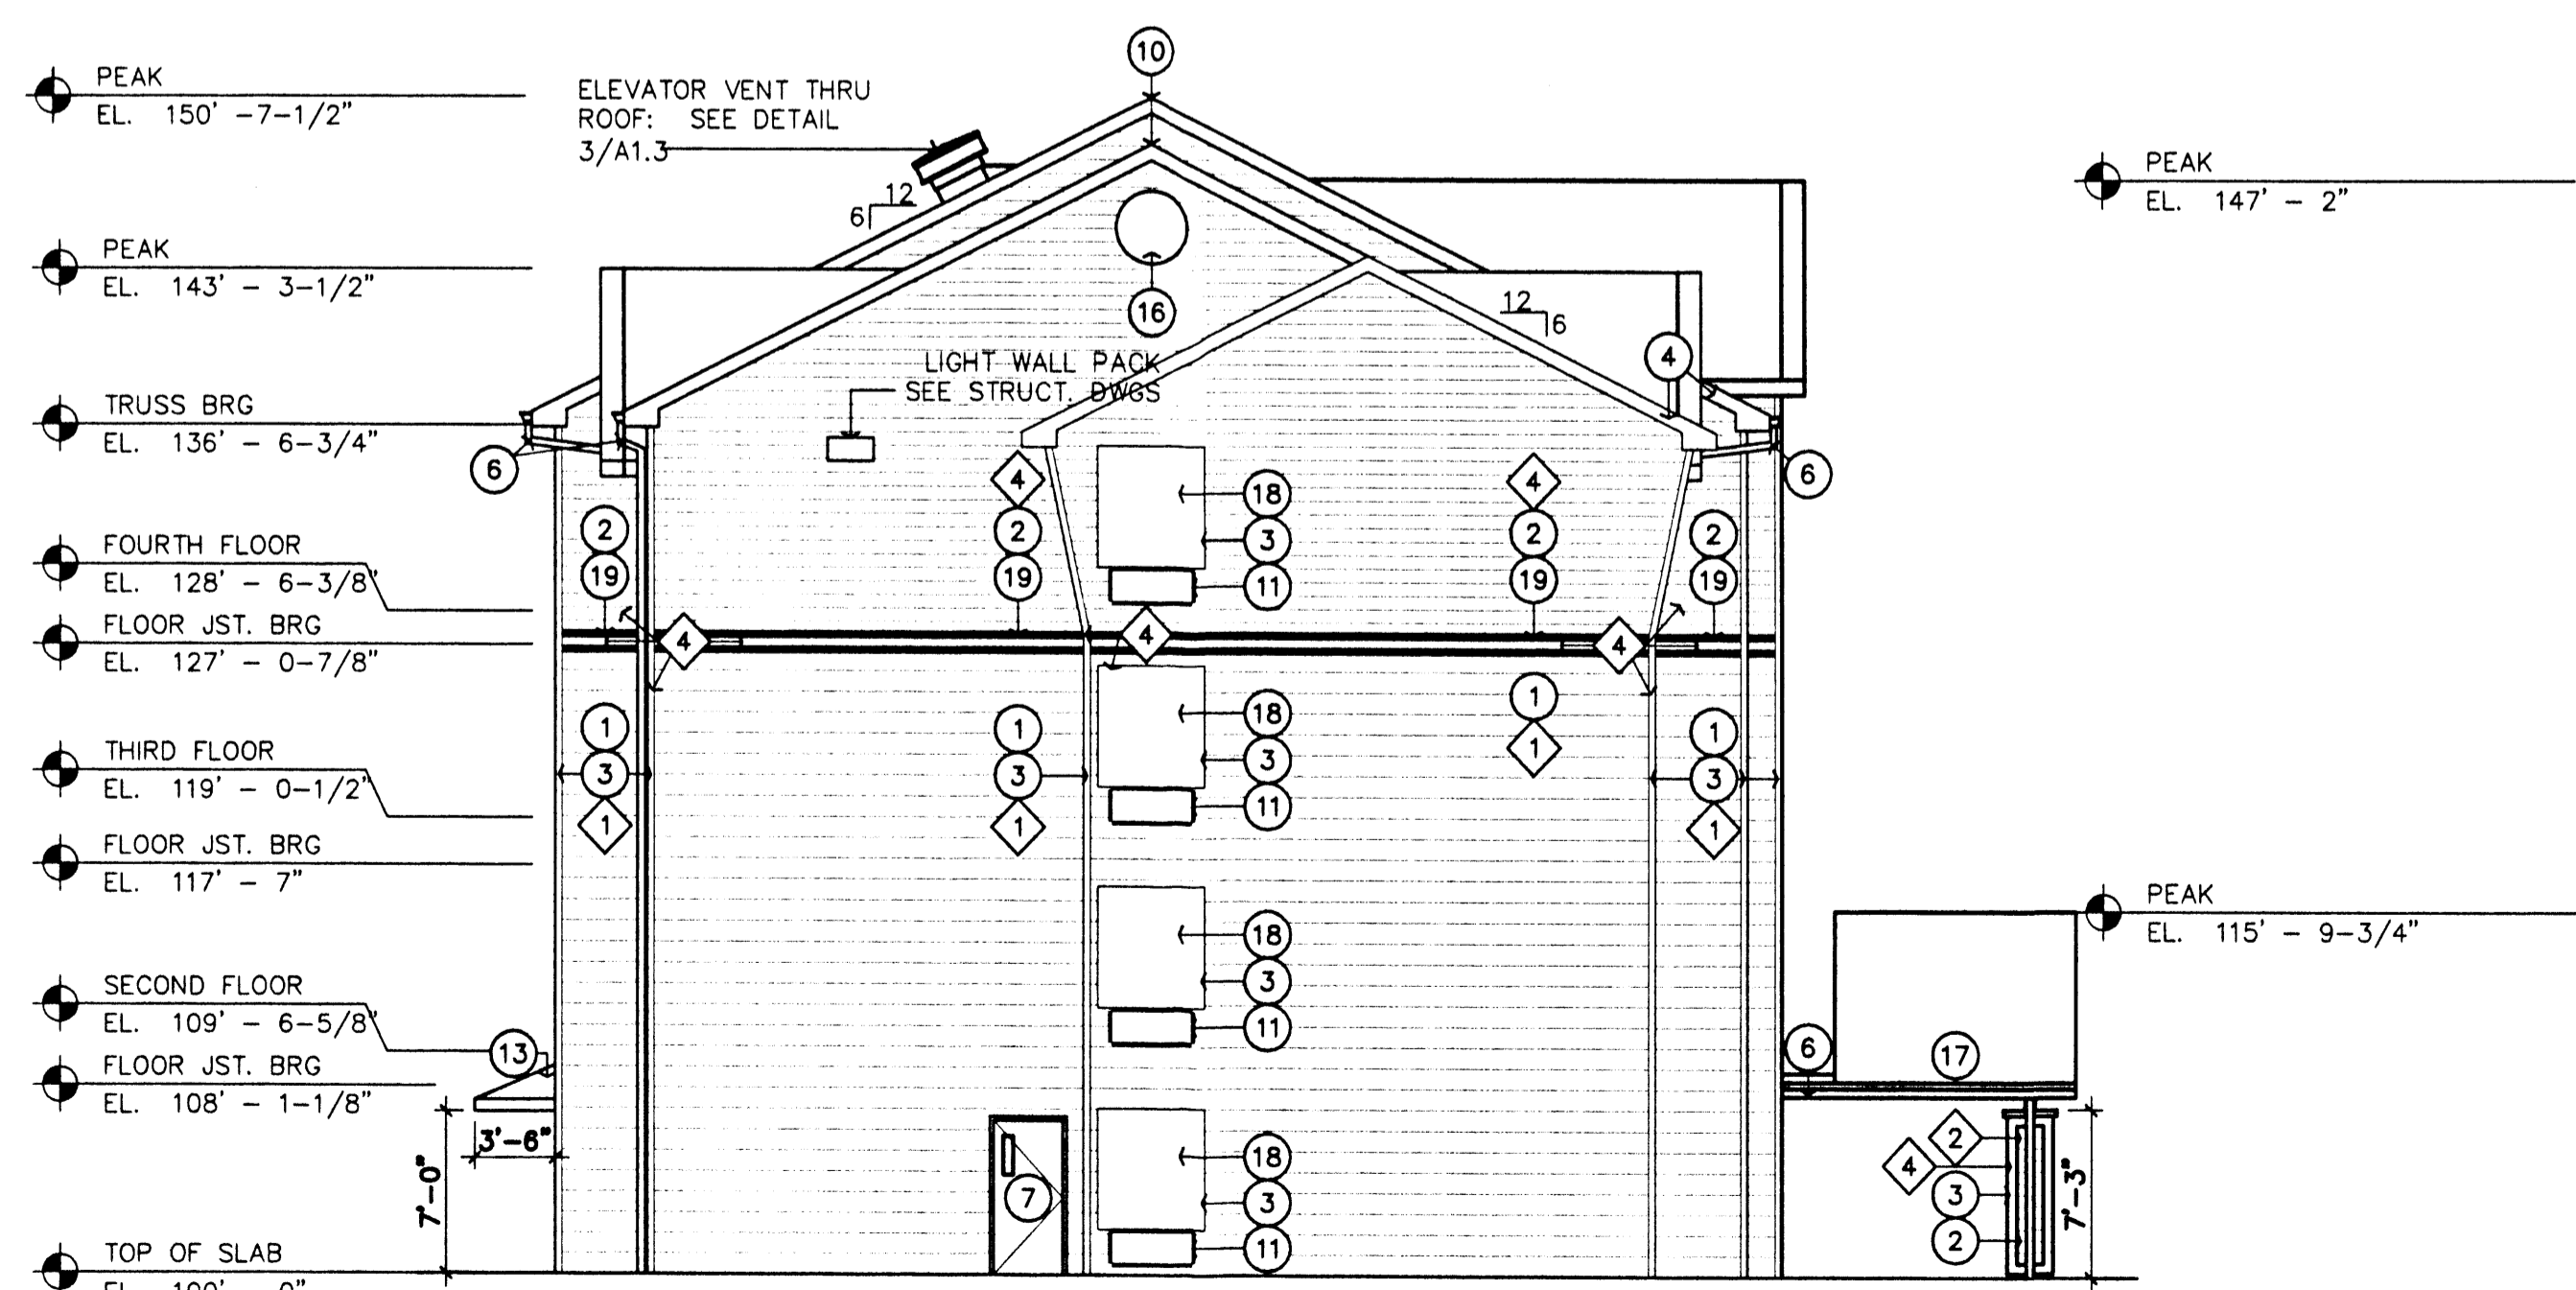 10
PEAK
EL. 150' -7-1/2"
ELEVATOR VENT THRU
ROOF: SEE DETAIL
3/A1.3
PEAK
EL. 147' - 2"
12
6
PEAK
EL. 143' - 3-1/2"
16
12
6
4
LIGHT WALL PACK
SEE STRUCT. DWGS
TRUSS BRG
EL. 136' - 6-3/4"
6
6
4
18
4
2
2
3
2
2
19
19
11
19
19
FOURTH FLOOR
EL. 128' - 6-3/8"
FLOOR JST. BRG
EL. 127' - 0-7/8"
4
4
4
1
1
18
1
1
3
3
3
1
3
1
1
11
1
THIRD FLOOR
EL. 119' - 0-1/2"
FLOOR JST. BRG
EL. 117' - 7"
PEAK
EL. 115' - 9-3/4"
18
3
11
SECOND FLOOR
EL. 109' - 6-5/8"
13
6
17
FLOOR JST. BRG
EL. 108' - 1-1/8"
3'-6"
7'-0"
7
18
3
11
2
4
3
2
7'-3"
TOP OF SLAB